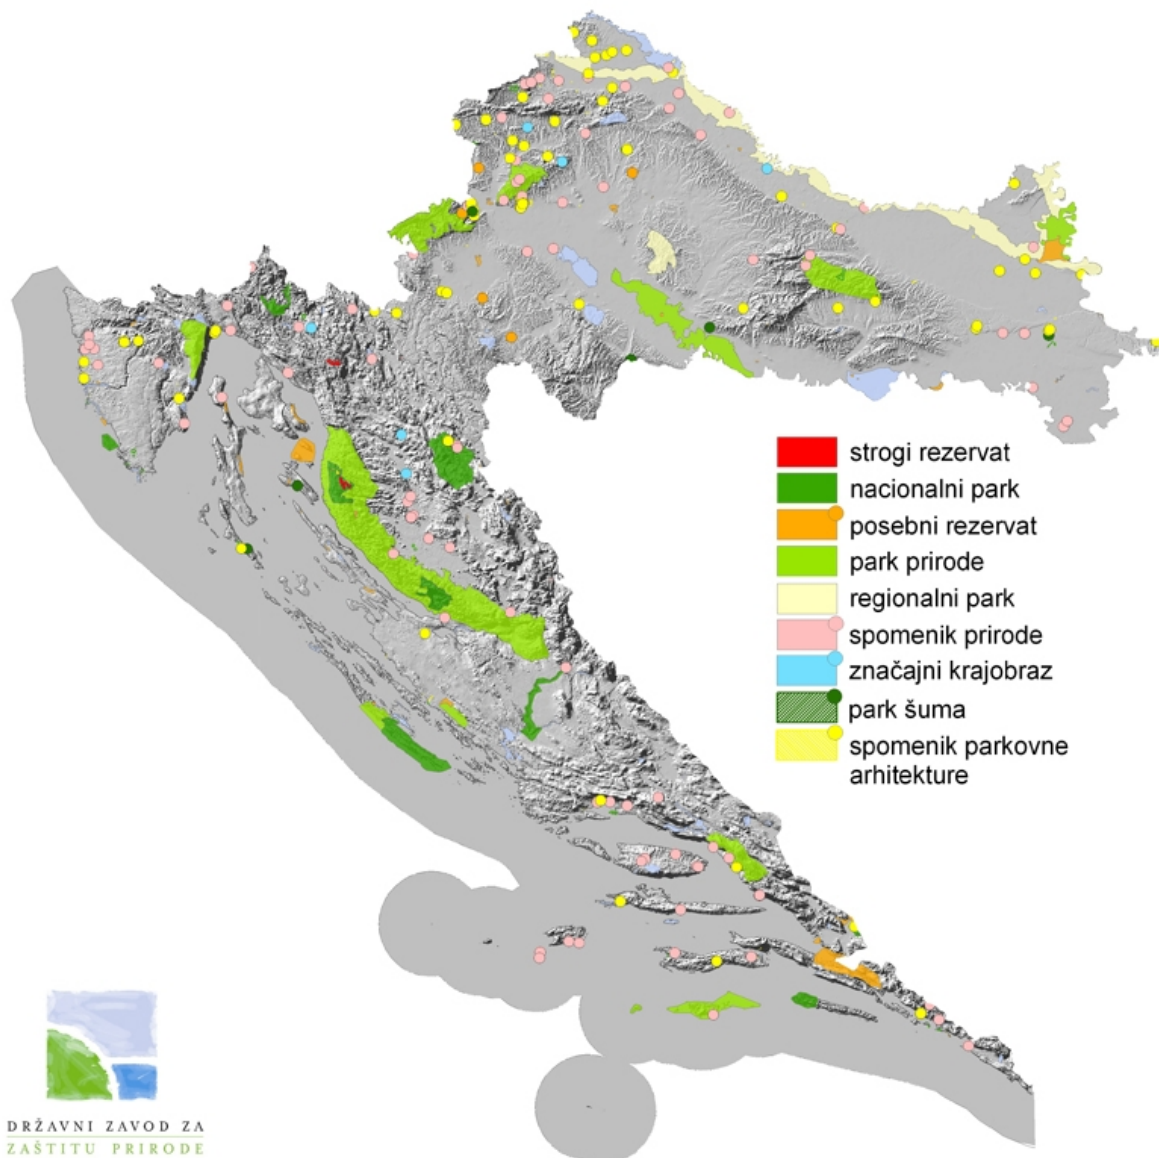 strogi rezervat
nacionalni park
posebni rezervat
park prirode
regionalni park
spomenik prirode
značajni krajobraz
park šuma
spomenik parkovne
arhitekture
DRŽAVNI ZAVOD ZA
ZAŠTITU PRIRODE